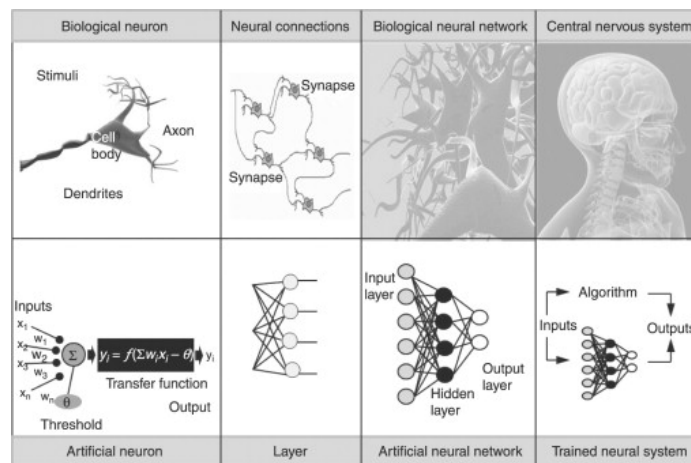 Biological neuron
Neural connections
Biological neural network
Central nervous system
Stimuli
Axon
Cell
body
Dendrites
Synapse
Synapse
Inputs
x1
w1
x2
w2
x3
w3
xn
wn
Σ
θ
yi = f(Σwixi − θ)
yi
Transfer function
Output
Threshold
Input
layer
Hidden
layer
Output
layer
Algorithm
Inputs
Outputs
Artificial neuron
Layer
Artificial neural network
Trained neural system